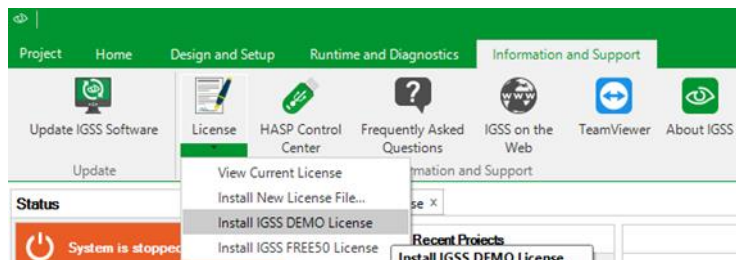 Project Home Design and Setup Runtime and Diagnostics Information and Support
Update IGSS Software License HASP Control Center Frequently Asked Questions IGSS on the Web TeamViewer About IGSS
Update Information and Support
View Current License
Install New License File...
Status
Install IGSS DEMO License
Recent Projects
System is stopped
Install IGSS FREE50 License
Install IGSS DEMO License